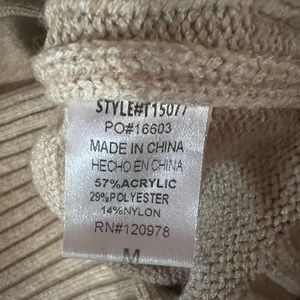 STYLE#T15077
PO#16603
MADE IN CHINA
HECHO EN CHINA
57%ACRYLIC
29%POLYESTER
14%NYLON
RN#120978
M